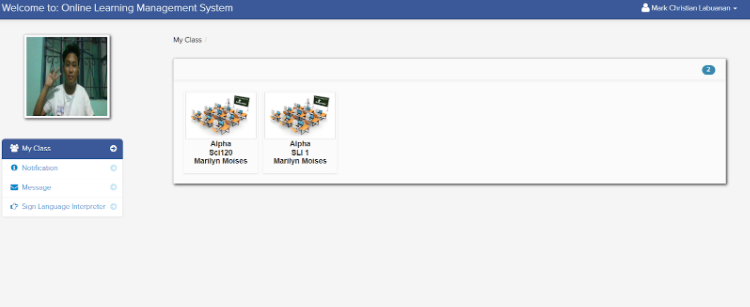 Welcome to: Online Learning Management System
Mark Christian Labuanan
My Class /
2
My Class
Notification
Message
Sign Language Interpreter
Alpha
Sci120
Marilyn Moises
Alpha
SLI 1
Marilyn Moises